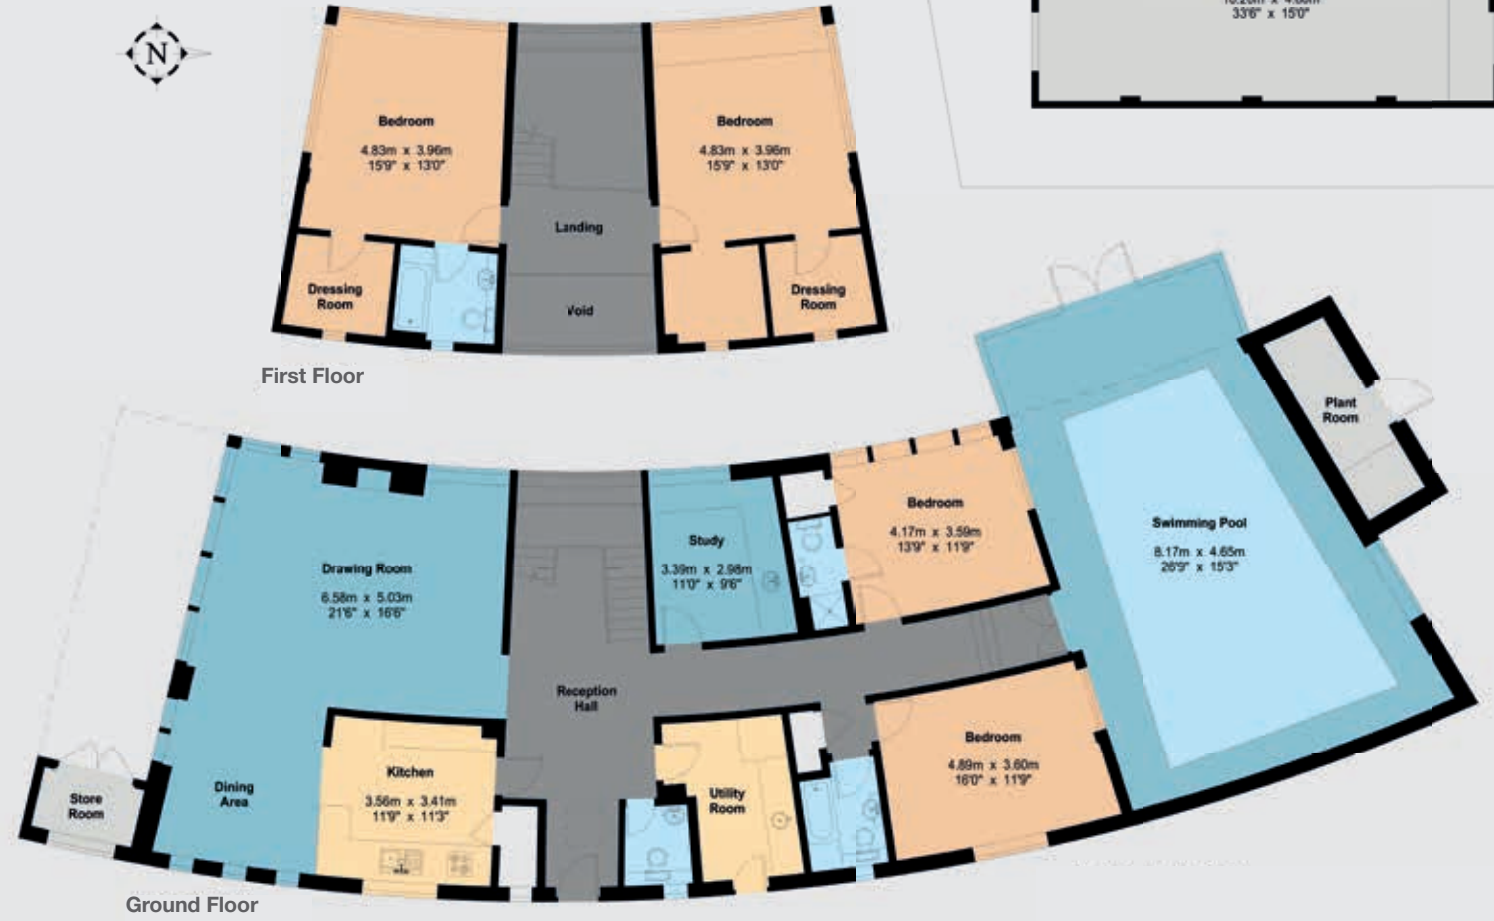 N
33'6" x 15'0"
Bedroom
4.83m x 3.96m
15'9" x 13'0"
Bedroom
4.83m x 3.96m
15'9" x 13'0"
Landing
Dressing
Room
Void
Dressing
Room
First Floor
Plant
Room
Bedroom
4.17m x 3.59m
13'9" x 11'9"
Swimming Pool
8.17m x 4.65m
26'9" x 15'3"
Study
3.39m x 2.98m
11'0" x 9'6"
Drawing Room
6.58m x 5.03m
21'6" x 16'6"
Reception
Hall
Bedroom
4.89m x 3.60m
16'0" x 11'9"
Kitchen
3.56m x 3.41m
11'9" x 11'3"
Dining
Area
Utility
Room
Store
Room
Ground Floor